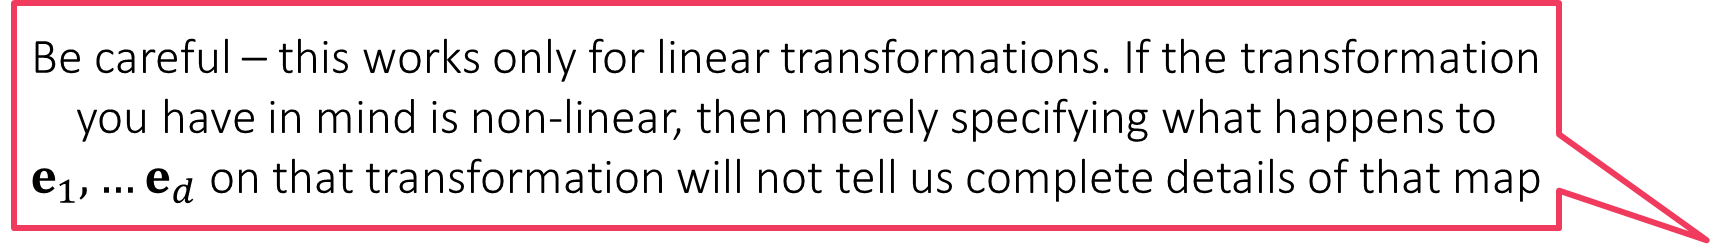 Be careful – this works only for linear transformations. If the transformation
you have in mind is non-linear, then merely specifying what happens to
𝐞₁, … 𝐞_d on that transformation will not tell us complete details of that map